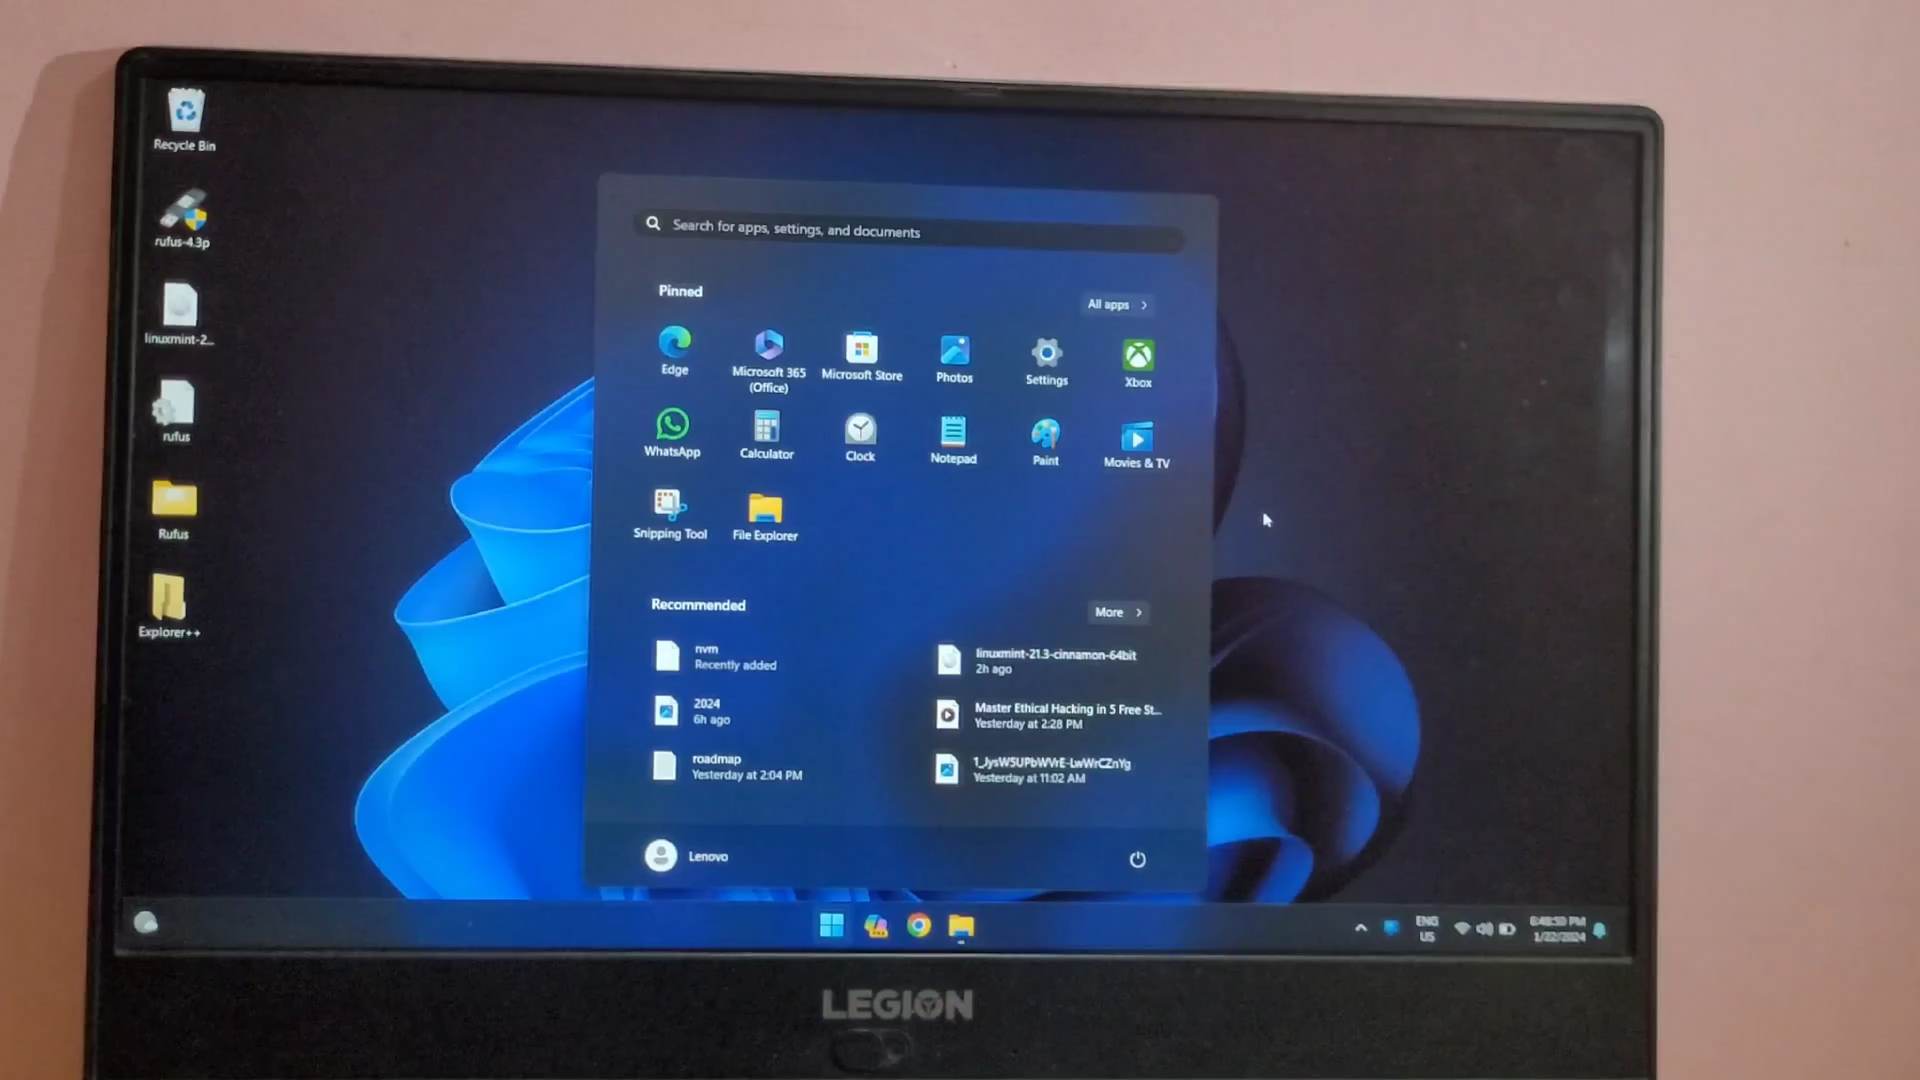 Recycle Bin
rufus-4.3p
linuxmint-2...
rufus
Rufus
Explorer++
Search for apps, settings, and documents
Pinned
All apps >
Edge
Microsoft 365
(Office)
Microsoft Store
Photos
Settings
Xbox
WhatsApp
Calculator
Clock
Notepad
Paint
Movies & TV
Snipping Tool
File Explorer
Recommended
More >
nvm
Recently added
linuxmint-21.3-cinnamon-64bit
2h ago
2024
6h ago
Master Ethical Hacking in 5 Free St...
Yesterday at 2:28 PM
roadmap
Yesterday at 2:04 PM
Yesterday at 11:02 AM
Lenovo
ENG
US
PM
1/22/2024
LEGION